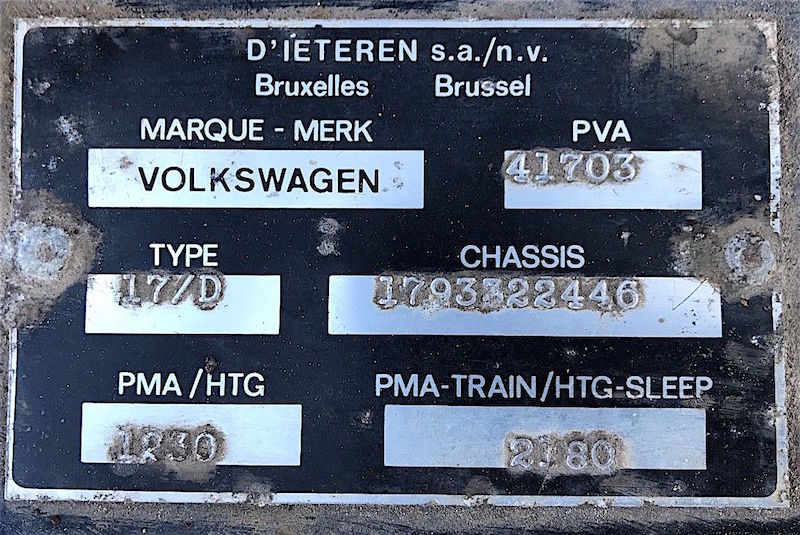 D'IETEREN s.a./n.v.
Bruxelles Brussel
MARQUE - MERK PVA
VOLKSWAGEN 41703
TYPE CHASSIS
17/D 1793322446
PMA/HTG PMA-TRAIN/HTG-SLEEP
1230 2180